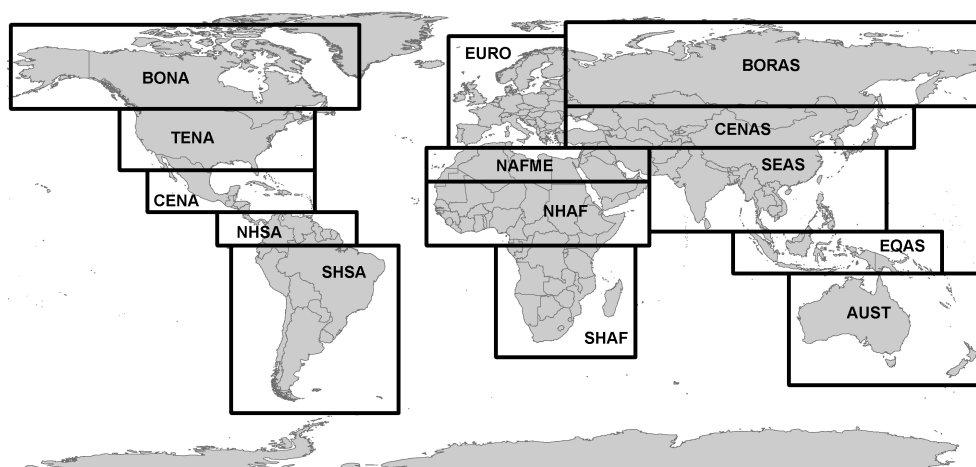 EURO
BORAS
BONA
TENA
CENAS
NAFME
SEAS
CENA
NHAF
NHSA
EQAS
SHSA
AUST
SHAF